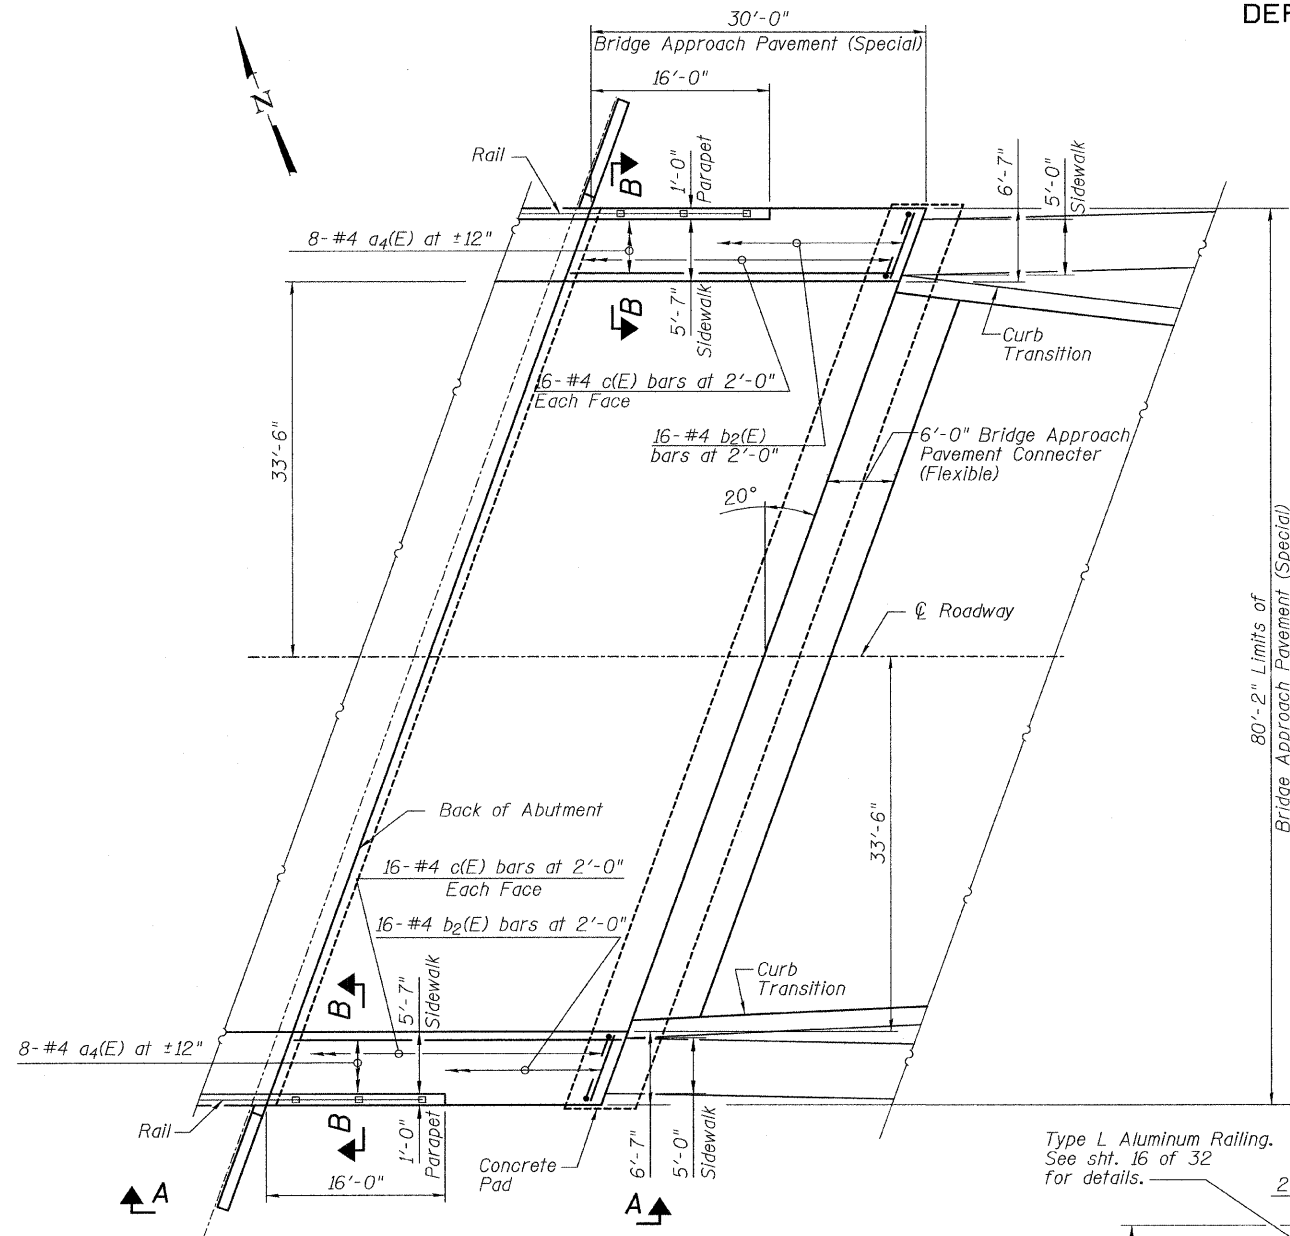 DEF
30'-0"
Bridge Approach Pavement (Special)
16'-0"
N
Rail
B
1'-0"
Parapet
6'-7"
5'-0"
Sidewalk
8-#4 a4(E) at ±12"
B
5'-7"
Sidewalk
Curb
Transition
16-#4 c(E) bars at 2'-0"
Each Face
33'-6"
16-#4 b2(E)
bars at 2'-0"
6'-0" Bridge Approach
Pavement Connecter
(Flexible)
20°
℄ Roadway
80'-2" Limits of
Bridge Approach Pavement (Special)
Back of Abutment
33'-6"
16-#4 c(E) bars at 2'-0"
Each Face
16-#4 b2(E) bars at 2'-0"
Curb
Transition
B
5'-7"
Sidewalk
8-#4 a4(E) at ±12"
Rail
B
1'-0"
Parapet
16'-0"
Concrete
Pad
6'-7"
5'-0"
Sidewalk
A
A
Type L Aluminum Railing.
See sht. 16 of 32
for details.
2